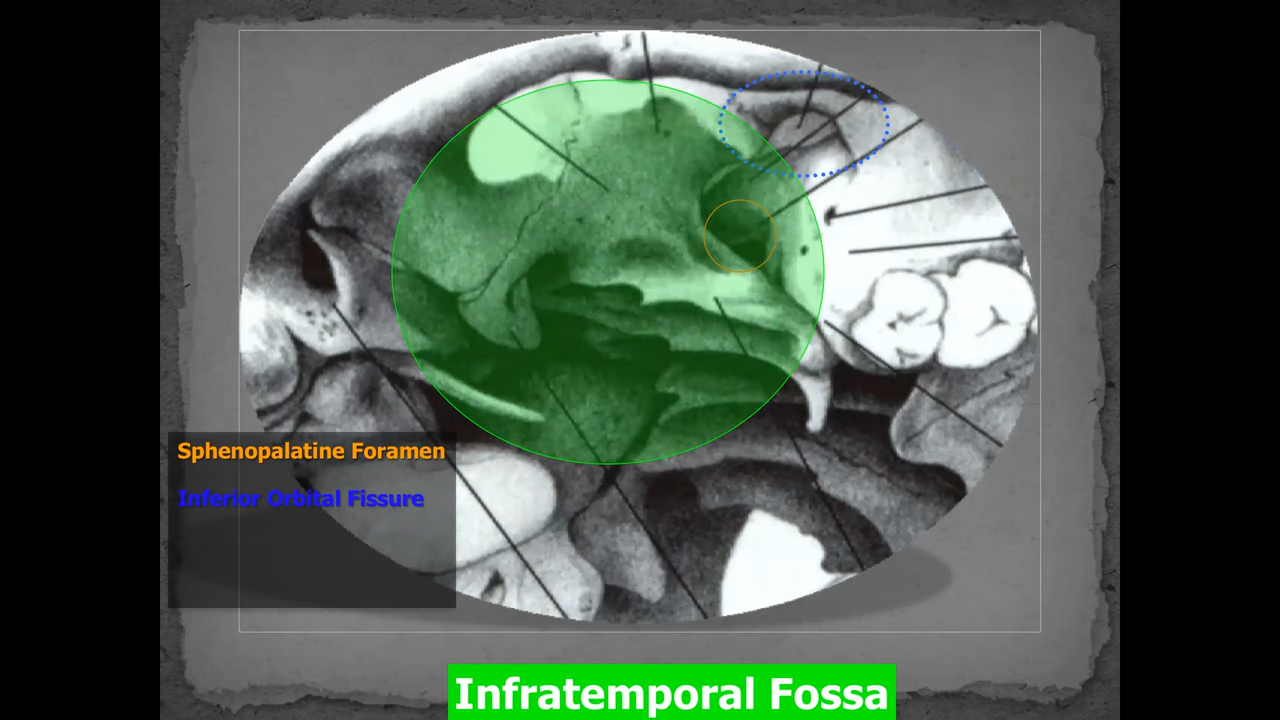 Sphenopalatine Foramen
Inferior Orbital Fissure
Infratemporal Fossa